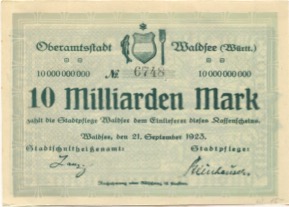 Oberamtsstadt Waldsee (Württ.)
10 000 000 000 № 6748 10 000 000 000
10 Milliarden Mark
zahlt die Stadtpflege Waldsee dem Einlieferer dieses Kassenscheins.
Waldsee, den 21. September 1923.
Stadtschultheißenamt: Stadtpflege: